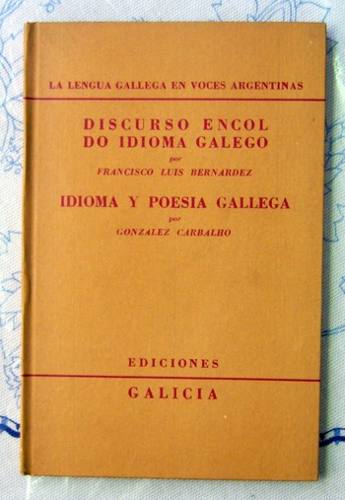 LA LENGUA GALLEGA EN VOCES ARGENTINAS
DISCURSO ENCOL
DO IDIOMA GALEGO
por
FRANCISCO LUIS BERNARDEZ
IDIOMA Y POESIA GALLEGA
por
GONZALEZ CARBALHO
EDICIONES
GALICIA